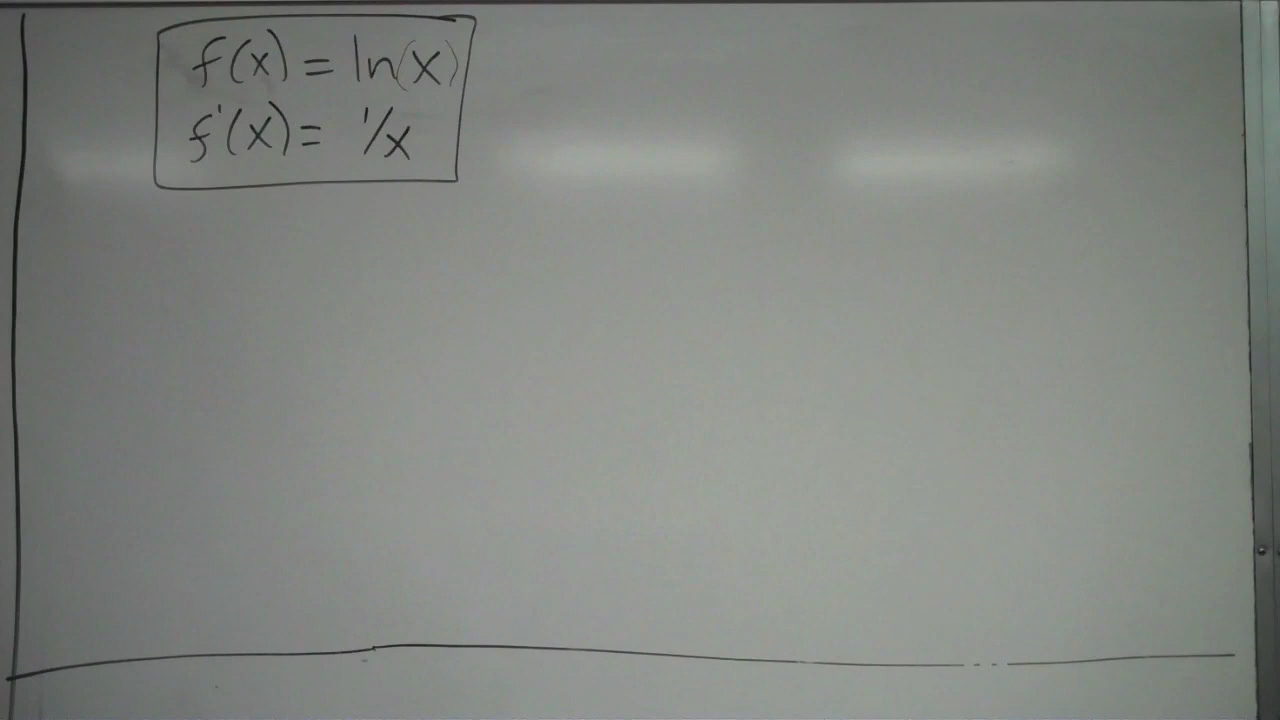 f(x) = ln(x)
f'(x) = 1/x